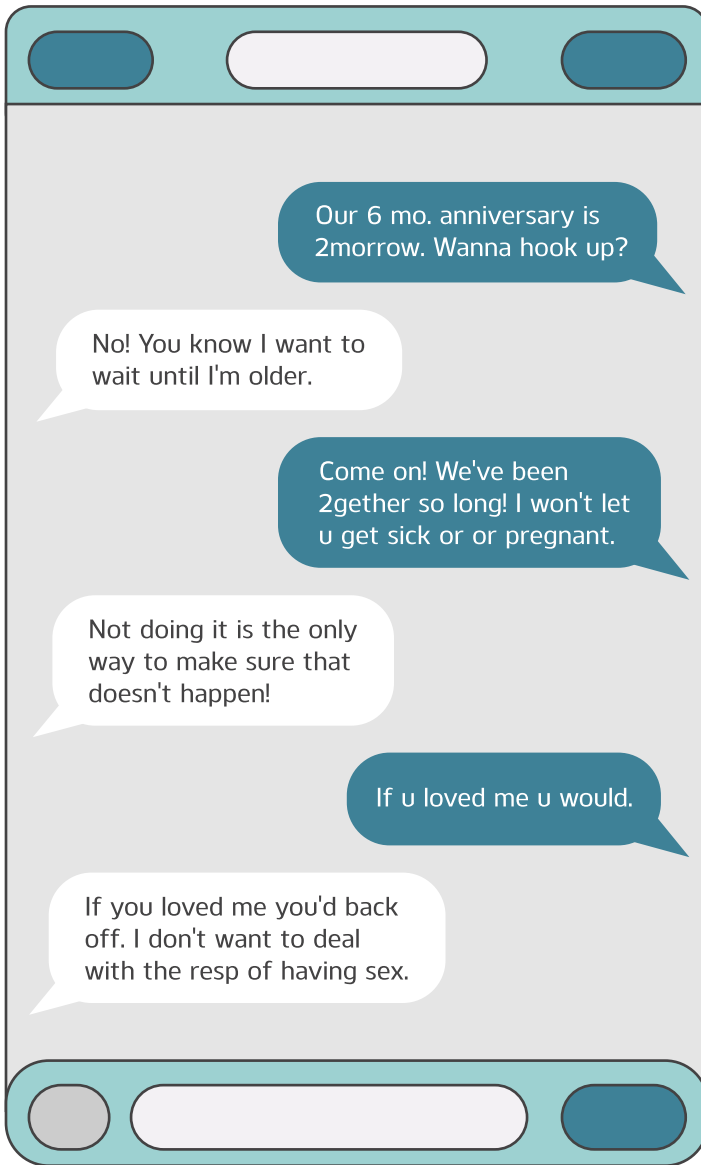 Our 6 mo. anniversary is
2morrow. Wanna hook up?
No! You know I want to
wait until I'm older.
Come on! We've been
2gether so long! I won't let
u get sick or or pregnant.
Not doing it is the only
way to make sure that
doesn't happen!
If u loved me u would.
If you loved me you'd back
off. I don't want to deal
with the resp of having sex.